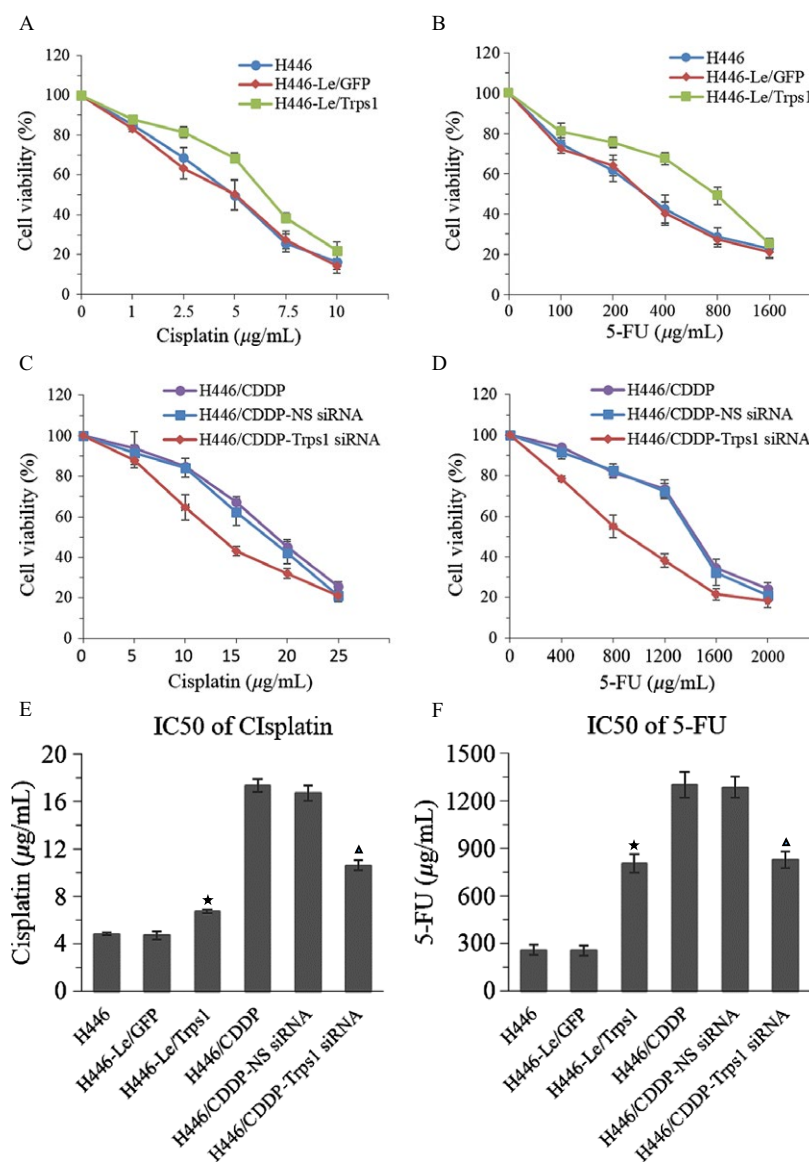 A
H446
H446-Le/GFP
H446-Le/Trps1
Cell viability (%)
120
100
80
60
40
20
0
0 1 2.5 5 7.5 10
Cisplatin (µg/mL)
B
H446
H446-Le/GFP
H446-Le/Trps1
Cell viability (%)
120
100
80
60
40
20
0
0 100 200 400 800 1600
5-FU (µg/mL)
C
H446/CDDP
H446/CDDP-NS siRNA
H446/CDDP-Trps1 siRNA
Cell viability (%)
120
100
80
60
40
20
0
0 5 10 15 20 25
Cisplatin (µg/mL)
D
H446/CDDP
H446/CDDP-NS siRNA
H446/CDDP-Trps1 siRNA
Cell viability (%)
120
100
80
60
40
20
0
0 400 800 1200 1600 2000
5-FU (µg/mL)
E
IC50 of CIsplatin
Cisplatin (µg/mL)
20
16
12
8
4
0
H446
H446-Le/GFP
H446-Le/Trps1
H446/CDDP
H446/CDDP-NS siRNA
H446/CDDP-Trps1 siRNA
F
IC50 of 5-FU
5-FU (µg/mL)
1500
1200
900
600
300
0
H446
H446-Le/GFP
H446-Le/Trps1
H446/CDDP
H446/CDDP-NS siRNA
H446/CDDP-Trps1 siRNA